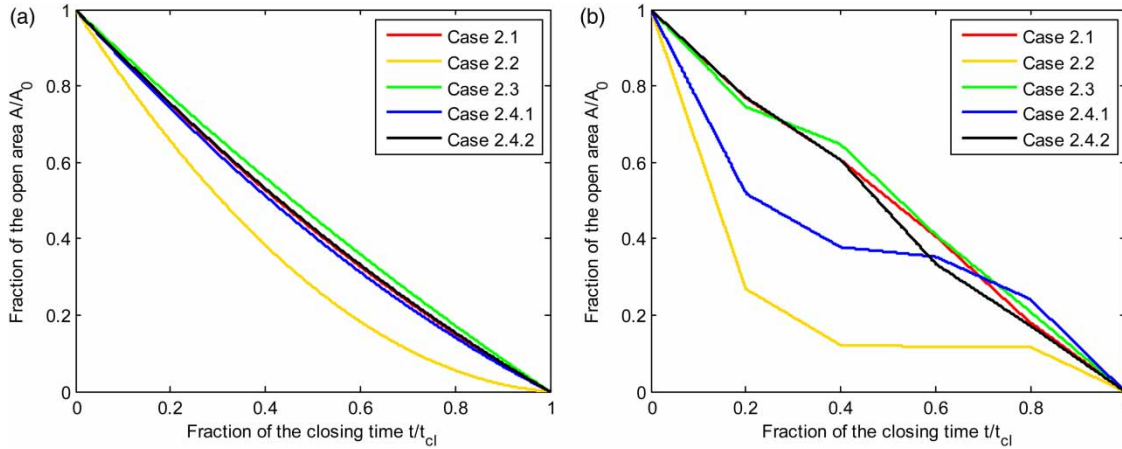 (a)
Fraction of the open area A/A0
1
0.8
0.6
0.4
0.2
0
0 0.2 0.4 0.6 0.8 1
Fraction of the closing time t/tcl
Case 2.1
Case 2.2
Case 2.3
Case 2.4.1
Case 2.4.2
(b)
Fraction of the open area A/A0
1
0.8
0.6
0.4
0.2
0
0 0.2 0.4 0.6 0.8 1
Fraction of the closing time t/tcl
Case 2.1
Case 2.2
Case 2.3
Case 2.4.1
Case 2.4.2